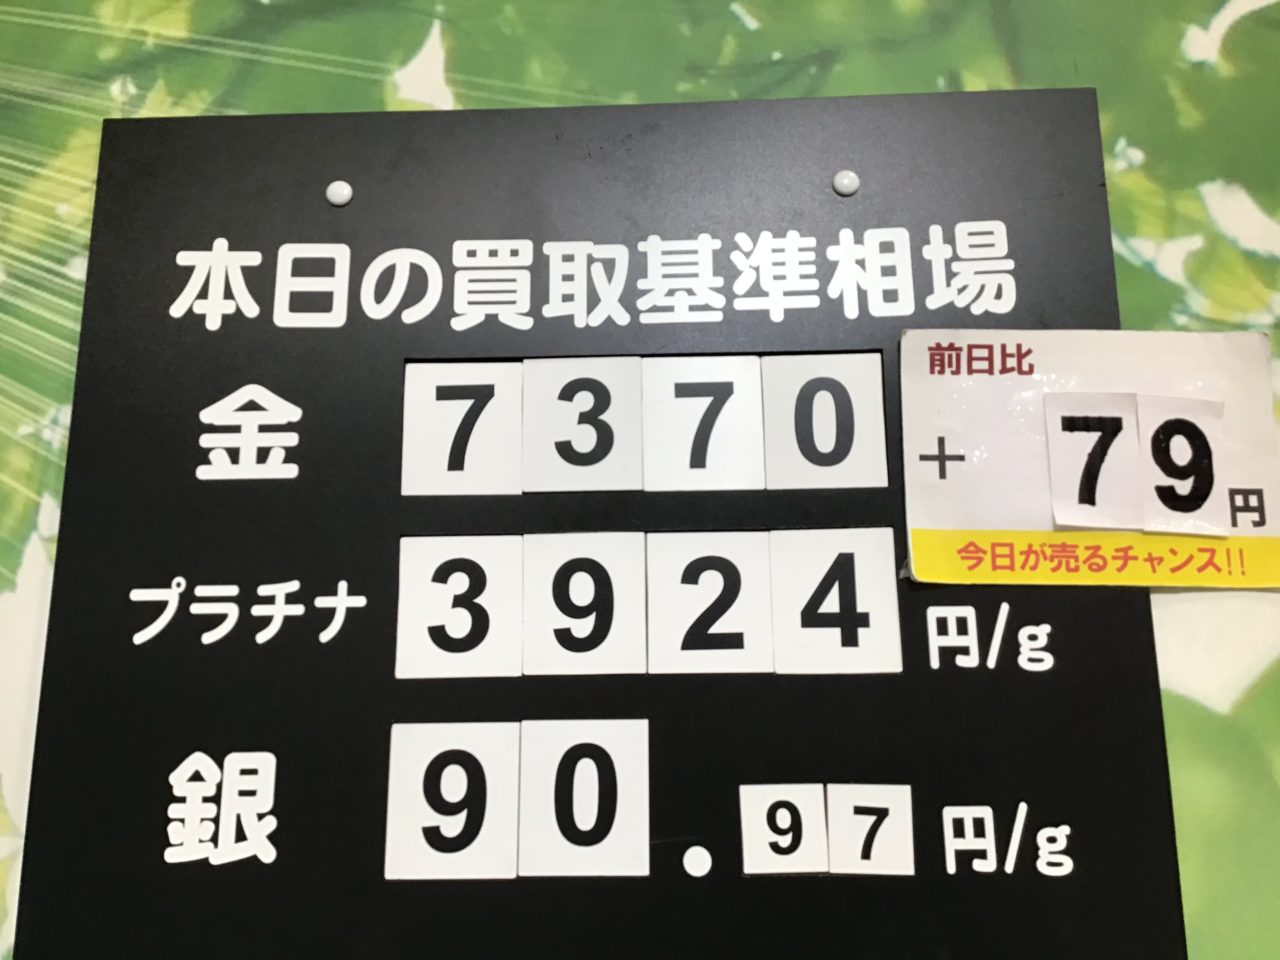 本日の買取基準相場
金 7370
前日比
+ 79円
今日が売るチャンス!!
プラチナ 3924 円/g
銀 90.97 円/g